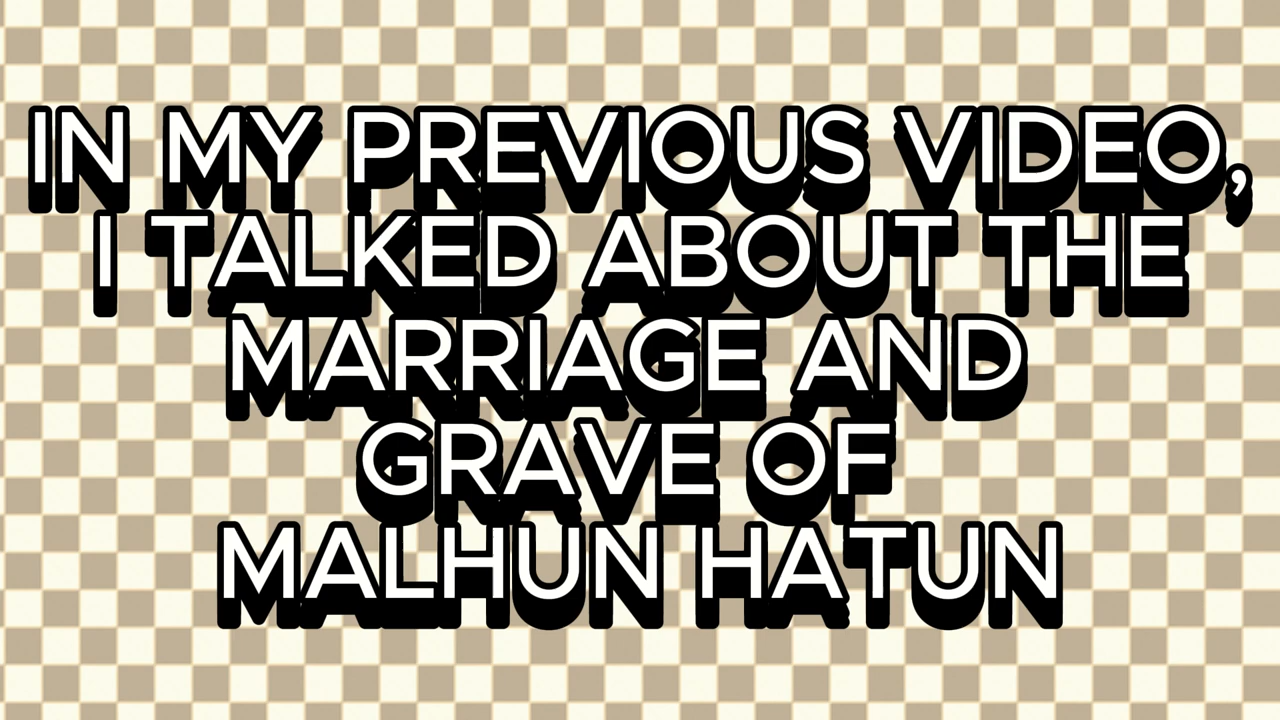 IN MY PREVIOUS VIDEO,
I TALKED ABOUT THE
MARRIAGE AND
GRAVE OF
MALHUN HATUN